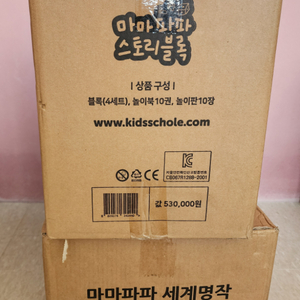 마마파파
스토리블록
| 상품 구성 |
블록(4세트), 놀이북10권, 놀이판10장
www.kidsschole.com
CB067R1288-2001
값 530,000원
마마파파 세계명작